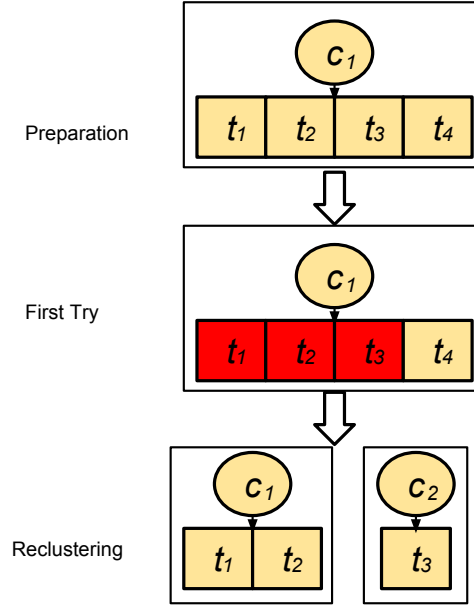 c1
Preparation
t1 t2 t3 t4
c1
First Try
t1 t2 t3 t4
c1 c2
Reclustering
t1 t2 t3